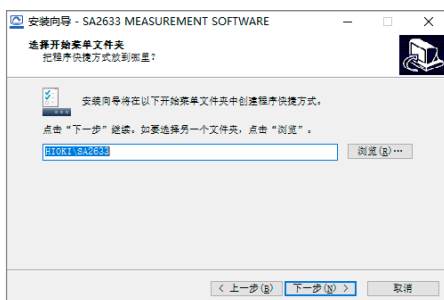 安装向导 - SA2633 MEASUREMENT SOFTWARE
选择开始菜单文件夹
把程序快捷方式放到哪里?
安装向导将在以下开始菜单文件夹中创建程序快捷方式。
点击“下一步”继续。如要选择另一个文件夹，点击“浏览”。
HIOKI\SA2633
浏览(R)…
< 上一步(B)
下一步(N) >
取消